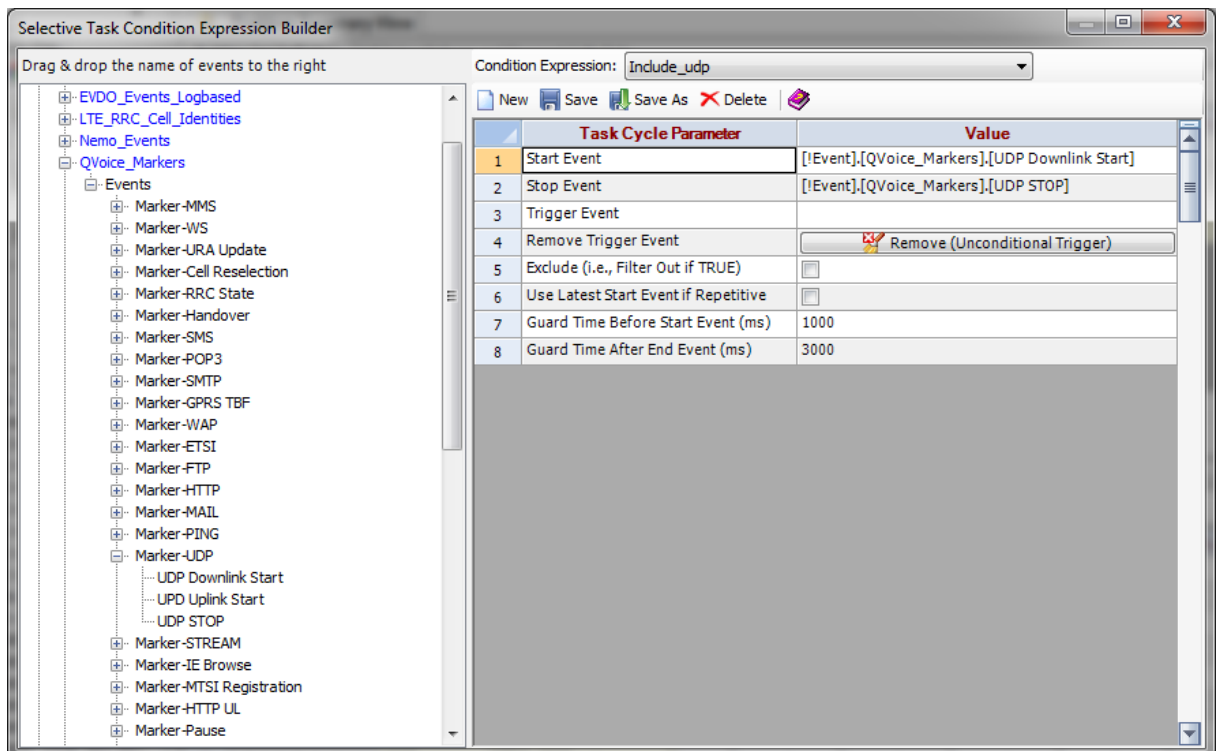 Selective Task Condition Expression Builder
Drag & drop the name of events to the right
EVDO_Events_Logbased
LTE_RRC_Cell_Identities
Nemo_Events
QVoice_Markers
Events
Marker-MMS
Marker-WS
Marker-URA Update
Marker-Cell Reselection
Marker-RRC State
Marker-Handover
Marker-SMS
Marker-POP3
Marker-SMTP
Marker-GPRS TBF
Marker-WAP
Marker-ETSI
Marker-FTP
Marker-HTTP
Marker-MAIL
Marker-PING
Marker-UDP
UDP Downlink Start
UPD Uplink Start
UDP STOP
Marker-STREAM
Marker-IE Browse
Marker-MTSI Registration
Marker-HTTP UL
Marker-Pause
Condition Expression: Include_udp
New Save Save As Delete
Task Cycle Parameter Value
1 Start Event [!Event].[QVoice_Markers].[UDP Downlink Start]
2 Stop Event [!Event].[QVoice_Markers].[UDP STOP]
3 Trigger Event
4 Remove Trigger Event Remove (Unconditional Trigger)
5 Exclude (i.e., Filter Out if TRUE)
6 Use Latest Start Event if Repetitive
7 Guard Time Before Start Event (ms) 1000
8 Guard Time After End Event (ms) 3000